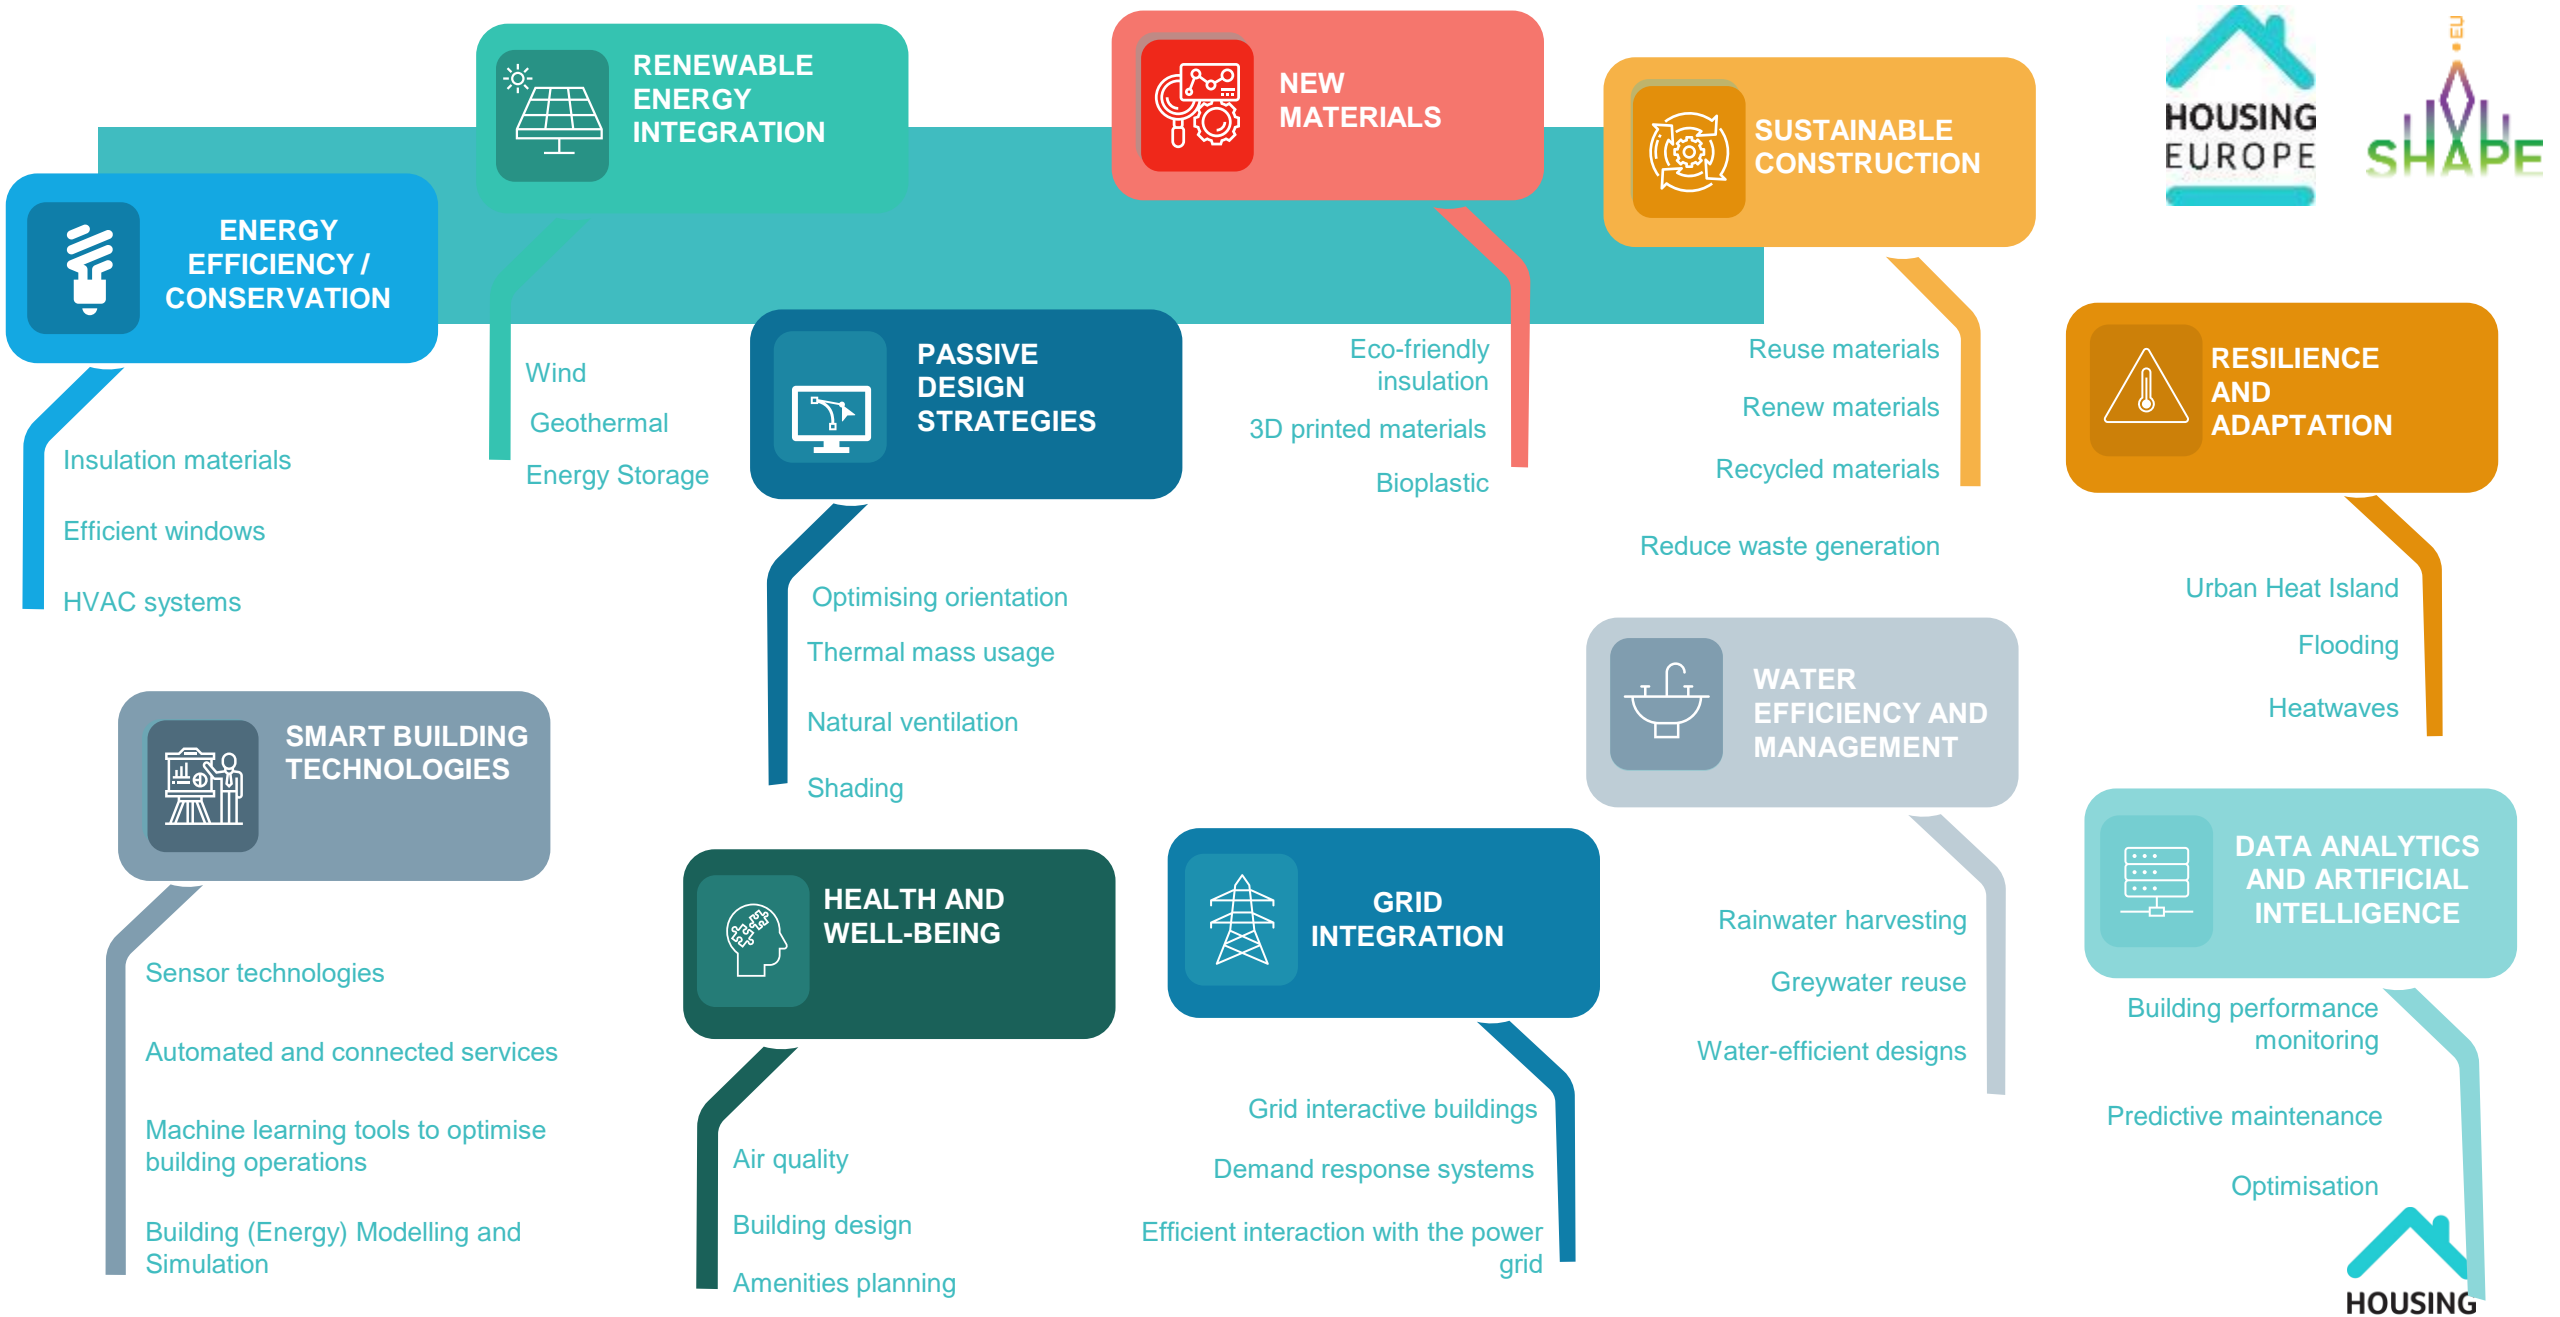 RENEWABLE
ENERGY
INTEGRATION
Wind
Geothermal
Energy Storage
NEW
MATERIALS
Eco-friendly
insulation
3D printed materials
Bioplastic
SUSTAINABLE
CONSTRUCTION
Reuse materials
Renew materials
Recycled materials
Reduce waste generation
HOUSING
EUROPE
SHAPE
EU
ENERGY
EFFICIENCY /
CONSERVATION
Insulation materials
Efficient windows
HVAC systems
PASSIVE
DESIGN
STRATEGIES
Optimising orientation
Thermal mass usage
Natural ventilation
Shading
RESILIENCE
AND
ADAPTATION
Urban Heat Island
Flooding
Heatwaves
SMART BUILDING
TECHNOLOGIES
Sensor technologies
Automated and connected services
Machine learning tools to optimise
building operations
Building (Energy) Modelling and
Simulation
HEALTH AND
WELL-BEING
Air quality
Building design
Amenities planning
GRID
INTEGRATION
Grid interactive buildings
Demand response systems
Efficient interaction with the power
grid
WATER
EFFICIENCY AND
MANAGEMENT
Rainwater harvesting
Greywater reuse
Water-efficient designs
DATA ANALYTICS
AND ARTIFICIAL
INTELLIGENCE
Building performance
monitoring
Predictive maintenance
Optimisation
HOUSING